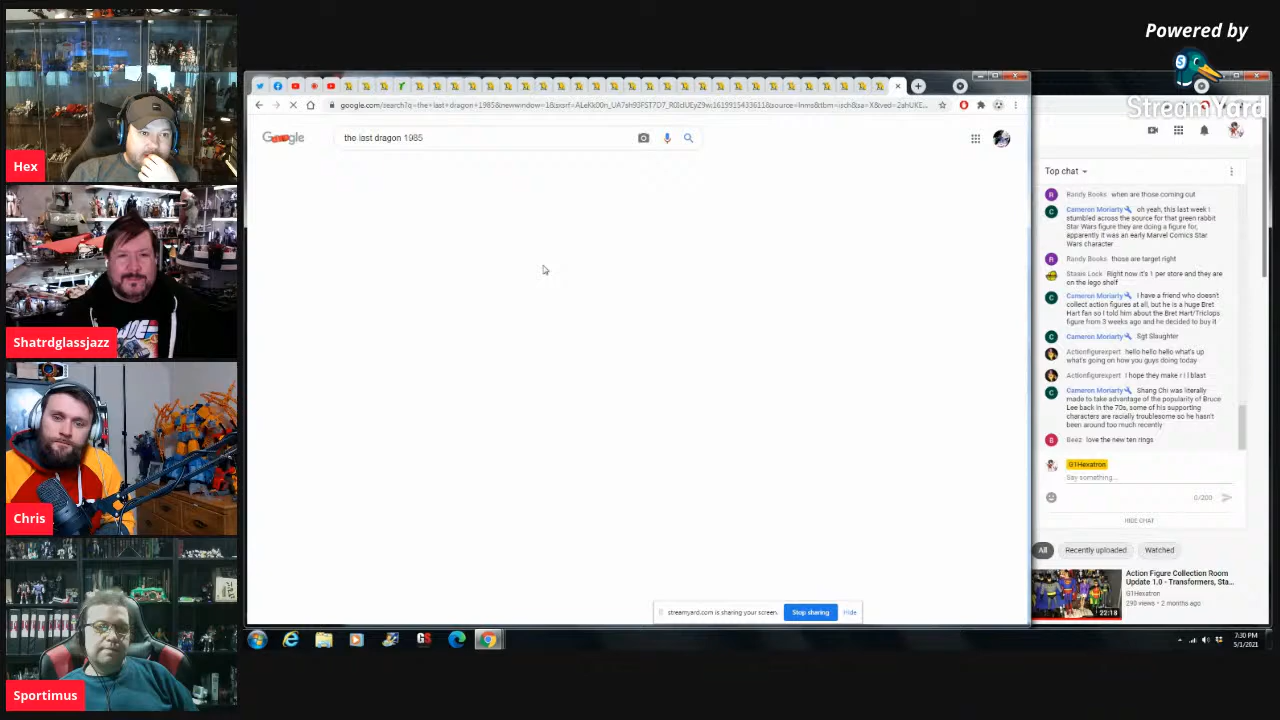 Powered by
StreamYard
Hex
Shatrdglassjazz
Chris
Sportimus
Google
the last dragon 1985
Top chat
Randy Books when are those coming out
Cameron Moriarty oh yeah, this last week I
stumbled across the source for that green rabbit
Star Wars figure they are doing a figure for,
apparently it was an early Marvel Comics Star
Wars character
Randy Books those are target right
Right now it's 1 per store and they are
on the lego shelf
Cameron Moriarty I have a friend who doesn't
collect action figures at all, but he is a huge Bret
Hart fan so I told him about the Bret Hart/Triclops
figure from 3 weeks ago and he decided to buy it
Cameron Moriarty Sgt Slaughter
Actionfigurexpert hello hello hello what's up
what's going on how you guys doing today
Actionfigurexpert I hope they make r i l blast
Cameron Moriarty Shang Chi was literally
made to take advantage of the popularity of Bruce
Lee back in the 70s, some of his supporting
characters are racially troublesome so he hasn't
been around too much recently
Beez love the new ten rings
G1Hexatron
Say something...
0/200
HIDE CHAT
All Recently uploaded Watched
Action Figure Collection Room
Update 1.0 - Transformers, Sta...
G1Hexatron
290 views • 2 months ago
22:18
streamyard.com is sharing your screen. Stop sharing Hide
7:30 PM
5/1/2021